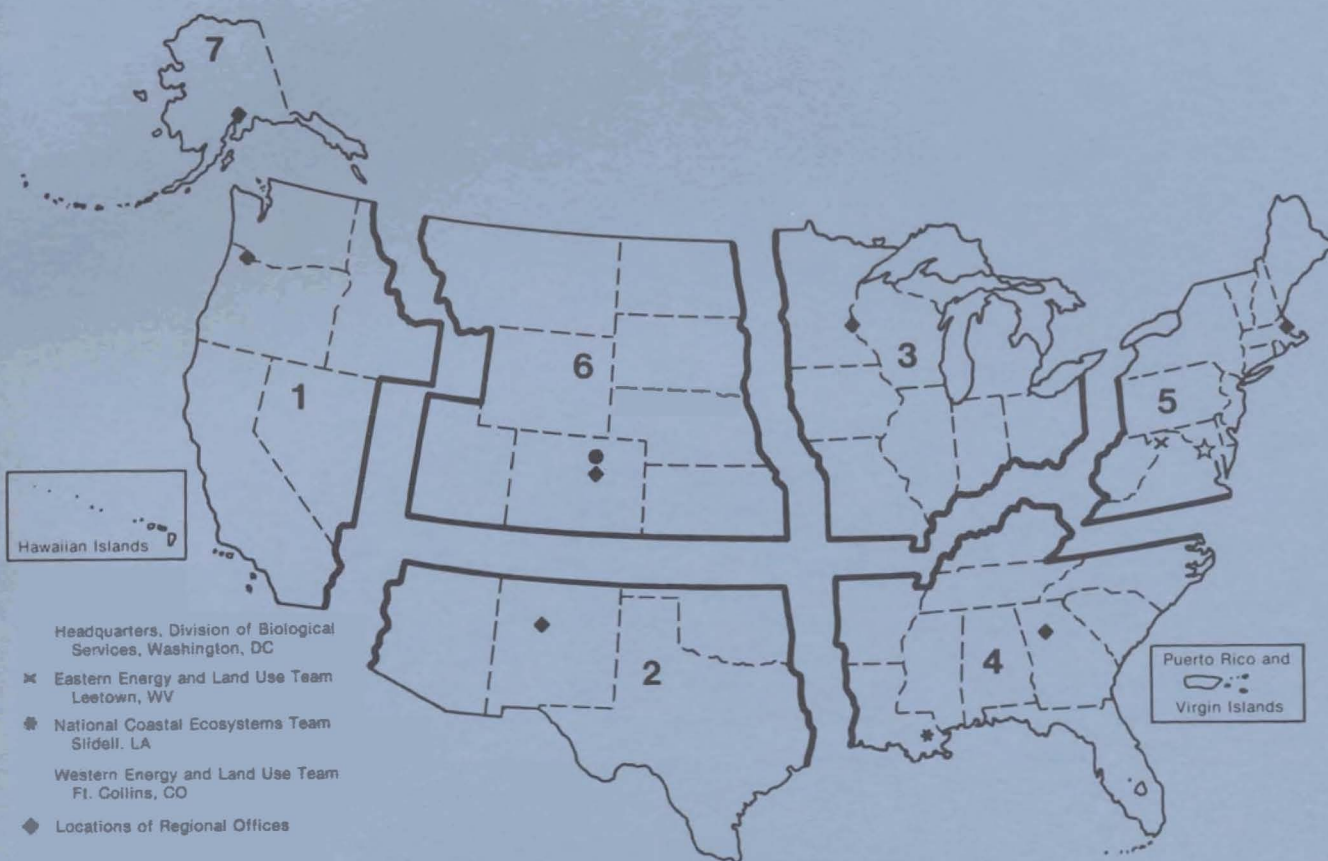 7
1
6
3
5
2
4
Hawaiian Islands
Puerto Rico and
Virgin Islands
Headquarters, Division of Biological
Services, Washington, DC
Eastern Energy and Land Use Team
Leetown, WV
National Coastal Ecosystems Team
Slidell, LA
Western Energy and Land Use Team
Ft. Collins, CO
Locations of Regional Offices